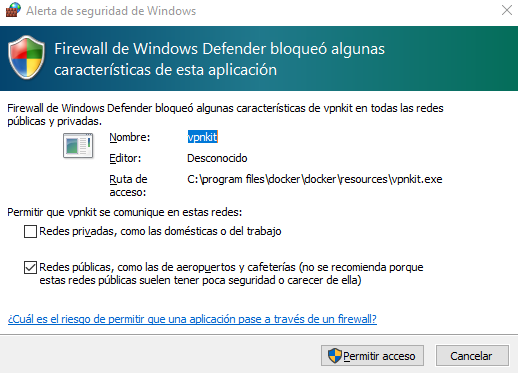 Alerta de seguridad de Windows
Firewall de Windows Defender bloqueó algunas
características de esta aplicación
Firewall de Windows Defender bloqueó algunas características de vpnkit en todas las redes
públicas y privadas.
Nombre: vpnkit
Editor: Desconocido
Ruta de acceso: C:\program files\docker\docker\resources\vpnkit.exe
Permitir que vpnkit se comunique en estas redes:
Redes privadas, como las domésticas o del trabajo
Redes públicas, como las de aeropuertos y cafeterías (no se recomienda porque
estas redes públicas suelen tener poca seguridad o carecer de ella)
¿Cuál es el riesgo de permitir que una aplicación pase a través de un firewall?
Permitir acceso Cancelar